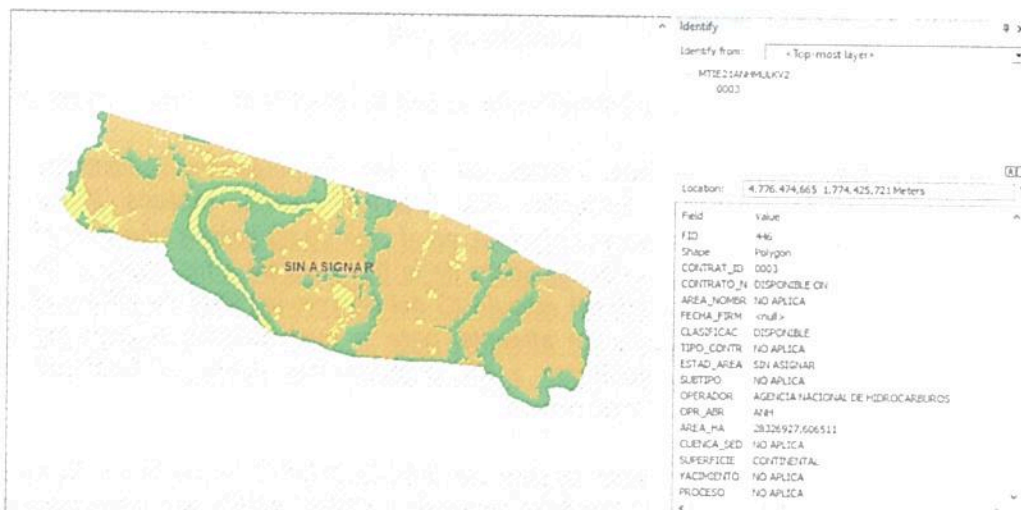 SIN ASIGNAR
Identify
Identify from: <Top-most layer>
MTIE21ANHMULKV2
0003
Location: 4.776.474,665 1.774.425,721 Meters
Field Value
FID 446
Shape Polygon
CONTRAT_ID 0003
CONTRATO_N DISPONIBLE ON
AREA_NOMBR NO APLICA
FECHA_FIRM <null>
CLASIFICAC DISPONIBLE
TIPO_CONTR NO APLICA
ESTAD_AREA SIN ASIGNAR
SUBTIPO NO APLICA
OPERADOR AGENCIA NACIONAL DE HIDROCARBUROS
OPR_ABR ANH
AREA_HA 28326927,606511
CUENCA_SED NO APLICA
SUPERFICIE CONTINENTAL
YACIMIENTO NO APLICA
PROCESO NO APLICA